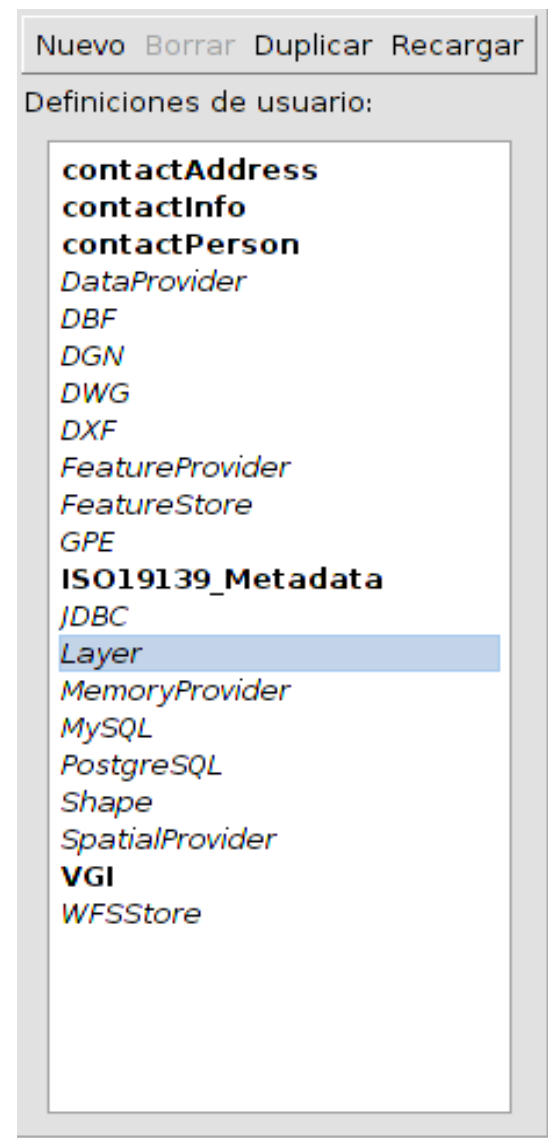 Nuevo Borrar Duplicar Recargar
Definiciones de usuario:
contactAddress
contactInfo
contactPerson
DataProvider
DBF
DGN
DWG
DXF
FeatureProvider
FeatureStore
GPE
ISO19139_Metadata
JDBC
Layer
MemoryProvider
MySQL
PostgreSQL
Shape
SpatialProvider
VGI
WFSStore